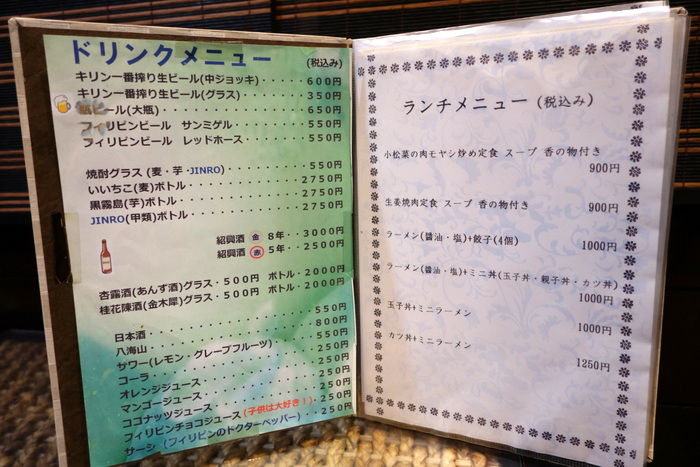 ドリンクメニュー (税込み)
キリン一番搾り生ビール(中ジョッキ)・・・・600円
キリン一番搾り生ビール(グラス)・・・・・・350円
ビール(大瓶)・・・・・・・・・・・・・・650円
フィリピンビール サンミゲル・・・・・・・550円
フィリピンビール レッドホース・・・・・・550円
焼酎グラス(麦・芋・JINRO)・・・・・・・・550円
いいちこ(麦)ボトル・・・・・・・・・・・2750円
黒霧島(芋)ボトル・・・・・・・・・・・・2750円
JINRO(甲類)ボトル・・・・・・・・・・・2750円
紹興酒 金 8年・・3000円
紹興酒 赤 5年・・2500円
杏露酒(あんず酒)グラス・500円 ボトル・2000円
桂花陳酒(金木犀)グラス・500円 ボトル・2000円
日本酒・・・・・・・・・・・・・・・・・550円
八海山・・・・・・・・・・・・・・・・・800円
サワー(レモン・グレープフルーツ)・・・・550円
コーラ・・・・・・・・・・・・・・・・・250円
オレンジジュース・・・・・・・・・・・・250円
マンゴージュース・・・・・・・・・・・・250円
ココナッツジュース・・・・・・・・・・・250円
フィリピンチョコジュース(子供は大好き!)・250円
サーシ(フィリピンのドクターペッパー)・・・250円
ランチメニュー(税込み)
小松菜の肉モヤシ炒め定食 スープ 香の物付き
900円
生姜焼肉定食 スープ 香の物付き 900円
ラーメン(醤油・塩)+餃子(4個) 1000円
ラーメン(醤油・塩)+ミニ丼(玉子丼・親子丼・カツ丼)
1000円
玉子丼+ミニラーメン
1000円
カツ丼+ミニラーメン
1250円